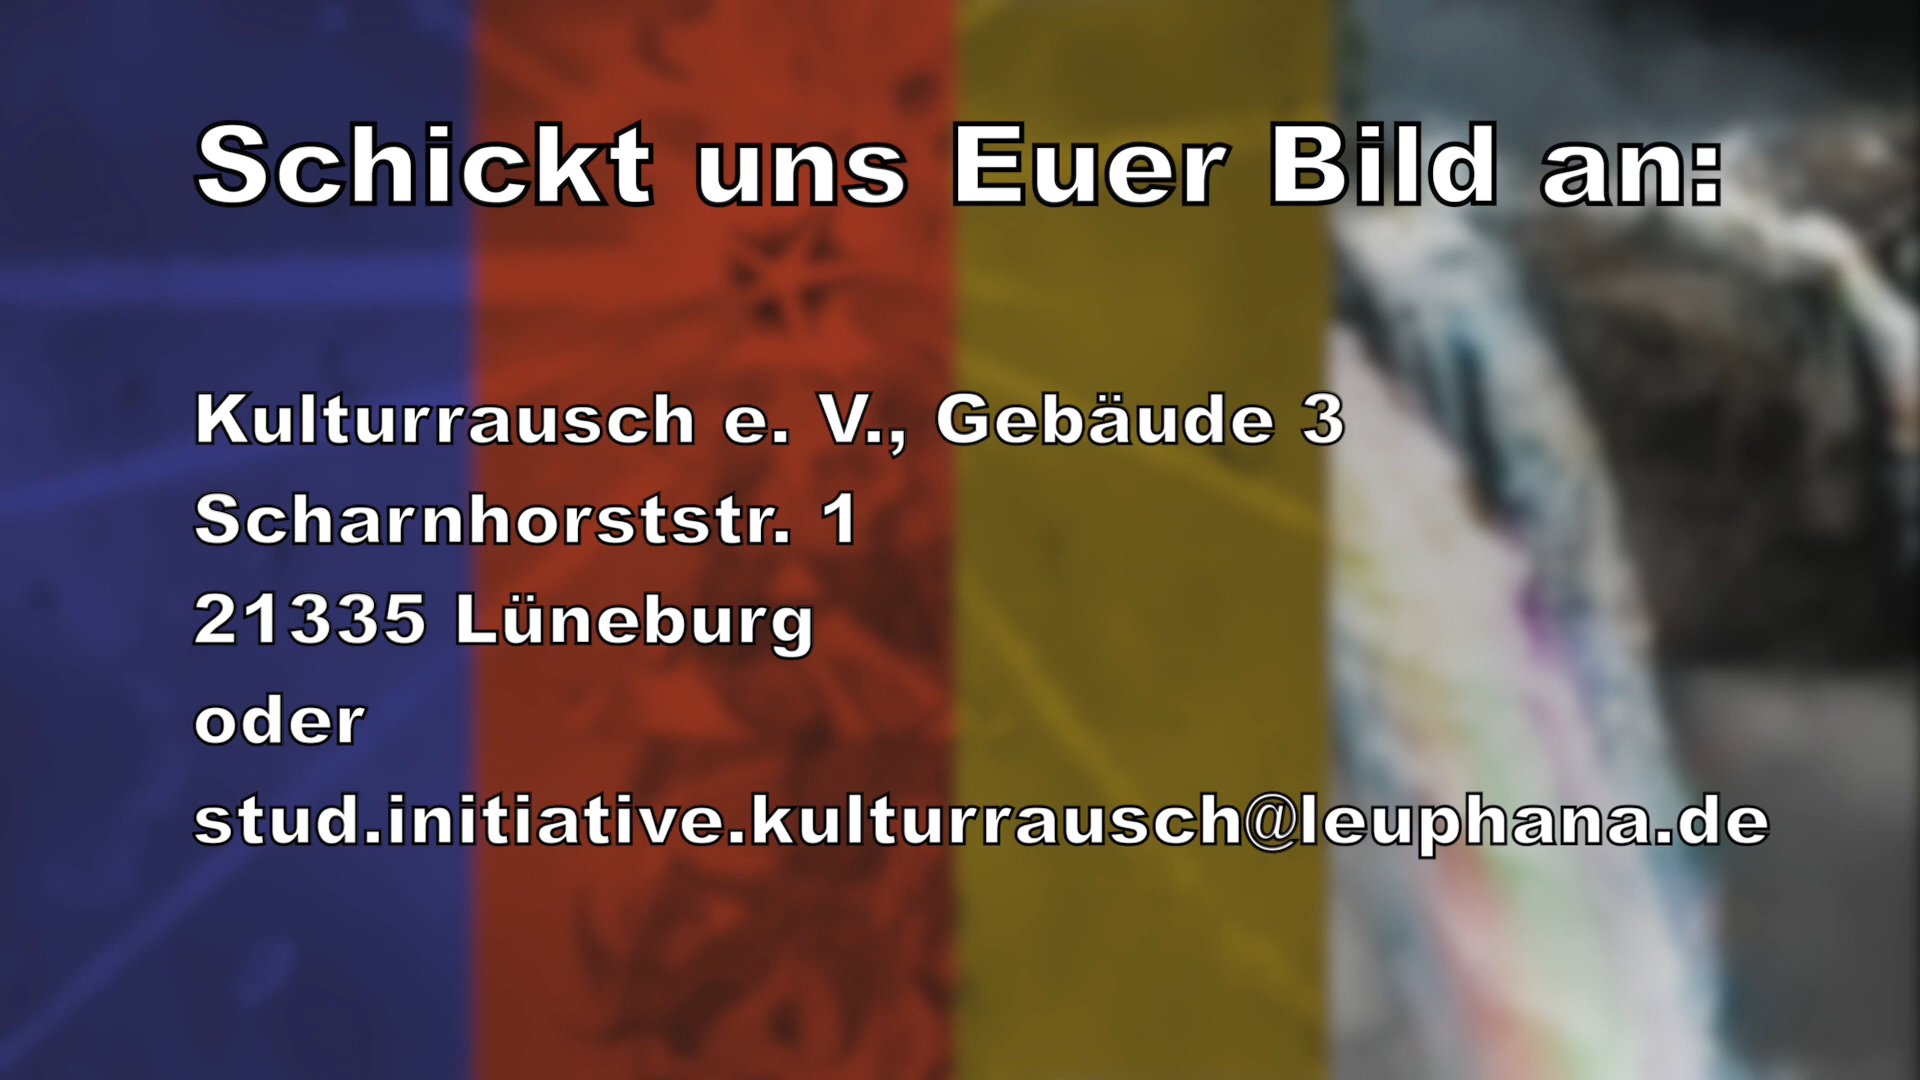 Schickt uns Euer Bild an:
Kulturrausch e. V., Gebäude 3
Scharnhorststr. 1
21335 Lüneburg
oder
stud.initiative.kulturrausch@leuphana.de